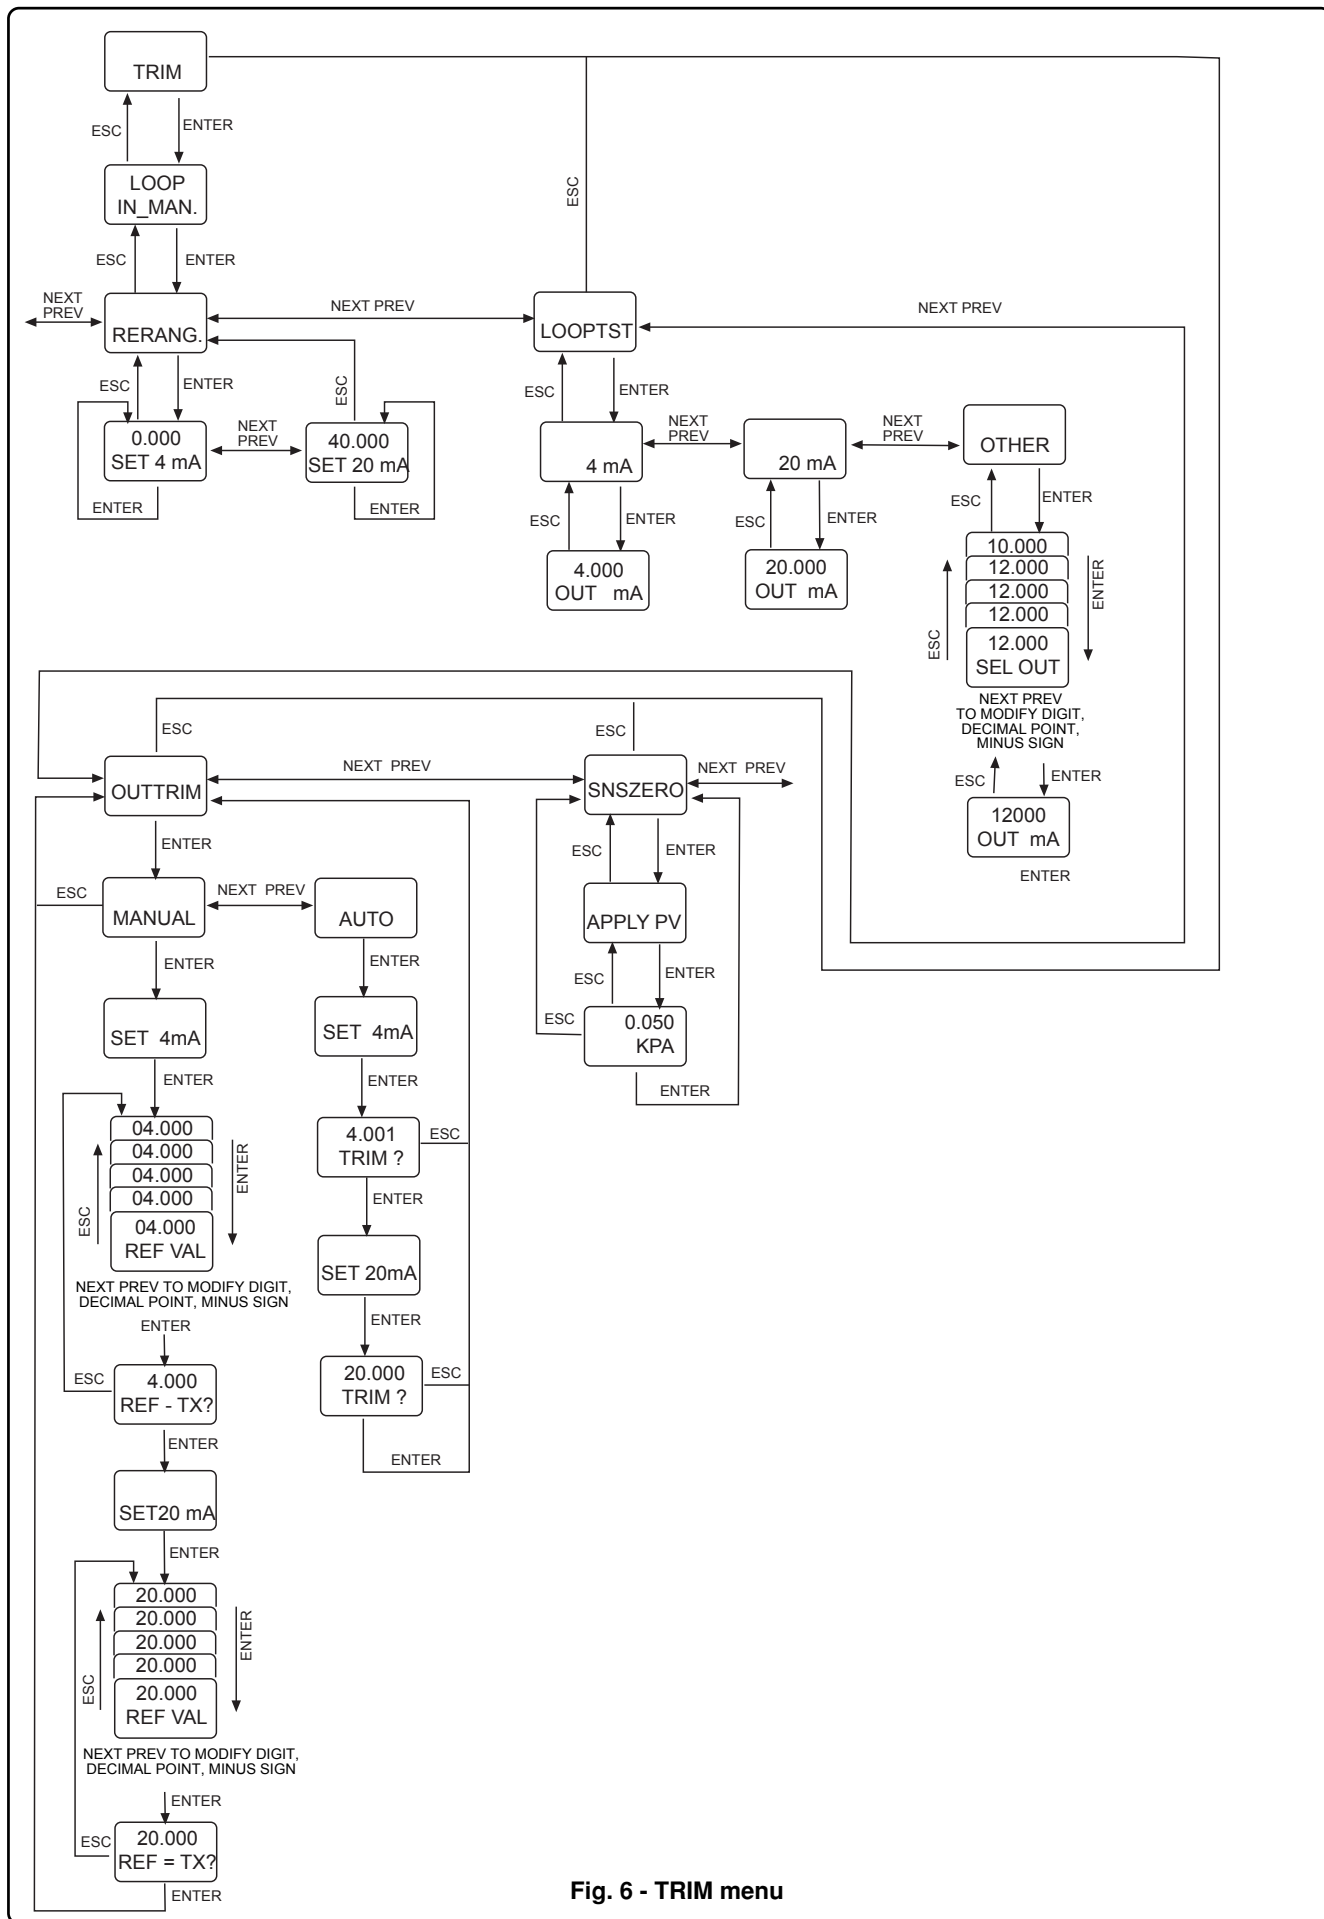 TRIM
ESC
ENTER
LOOP
IN_MAN.
ESC
ENTER
ESC
NEXT
PREV
RERANG.
NEXT PREV
LOOPTST
NEXT PREV
ESC
ENTER
ESC
ESC
ENTER
0.000
SET 4 mA
NEXT
PREV
40.000
SET 20 mA
ENTER
ENTER
4 mA
NEXT
PREV
20 mA
NEXT
PREV
OTHER
ESC
ENTER
ESC
ENTER
ESC
ENTER
4.000
OUT mA
20.000
OUT mA
10.000
12.000
12.000
12.000
12.000
SEL OUT
ESC
ENTER
NEXT PREV
TO MODIFY DIGIT,
DECIMAL POINT,
MINUS SIGN
ESC
ENTER
12000
OUT mA
ENTER
ESC
ESC
OUTTRIM
NEXT PREV
SNSZERO
NEXT PREV
ENTER
ESC
ENTER
ESC
MANUAL
NEXT PREV
AUTO
APPLY PV
ENTER
ENTER
ESC
ENTER
SET 4mA
SET 4mA
ESC
0.050
KPA
ENTER
ENTER
ENTER
04.000
04.000
04.000
04.000
04.000
REF VAL
ESC
ENTER
4.001
TRIM ?
ESC
ENTER
SET 20mA
NEXT PREV TO MODIFY DIGIT,
DECIMAL POINT, MINUS SIGN
ENTER
ENTER
ESC
4.000
REF - TX?
20.000
TRIM ?
ESC
ENTER
ENTER
SET20 mA
ENTER
20.000
20.000
20.000
20.000
20.000
REF VAL
ESC
ENTER
NEXT PREV TO MODIFY DIGIT,
DECIMAL POINT, MINUS SIGN
ENTER
ESC
20.000
REF = TX?
ENTER
Fig. 6 - TRIM menu